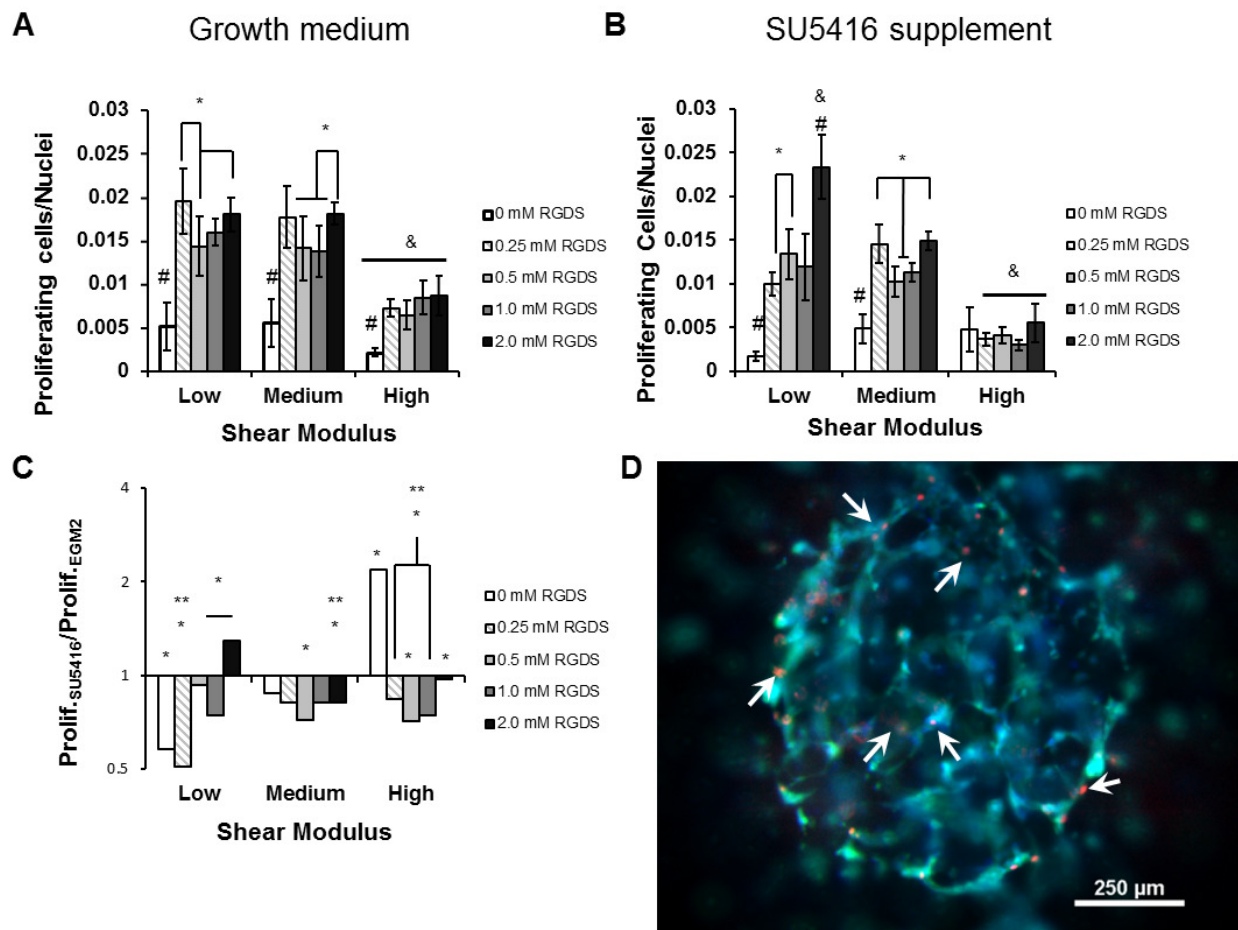 A
Growth medium
Proliferating cells/Nuclei
0.03
0.025
0.02
0.015
0.01
0.005
0
*
*
#
#
#
&
Low
Medium
High
Shear Modulus
0 mM RGDS
0.25 mM RGDS
0.5 mM RGDS
1.0 mM RGDS
2.0 mM RGDS
B
SU5416 supplement
Proliferating Cells/Nuclei
0.03
0.025
0.02
0.015
0.01
0.005
0
&
#
*
*
#
#
&
Low
Medium
High
Shear Modulus
0 mM RGDS
0.25 mM RGDS
0.5 mM RGDS
1.0 mM RGDS
2.0 mM RGDS
C
Prolif.SU5416/Prolif.EGM2
4
2
1
0.5
*
**
*
*
*
**
*
*
**
*
*
*
Low
Medium
High
Shear Modulus
0 mM RGDS
0.25 mM RGDS
0.5 mM RGDS
1.0 mM RGDS
2.0 mM RGDS
D
250 µm